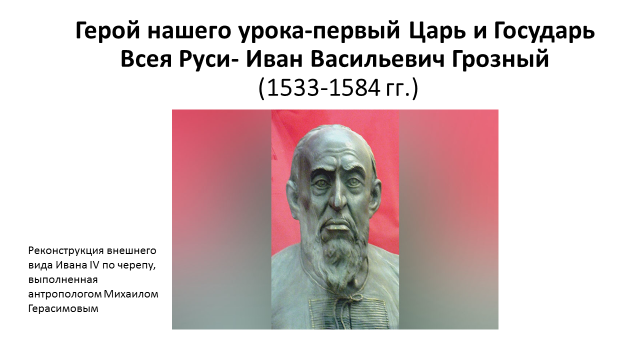 Герой нашего урока-первый Царь и Государь
Всея Руси- Иван Васильевич Грозный
(1533-1584 гг.)
Реконструкция внешнего
вида Ивана IV по черепу,
выполненная
антропологом Михаилом
Герасимовым